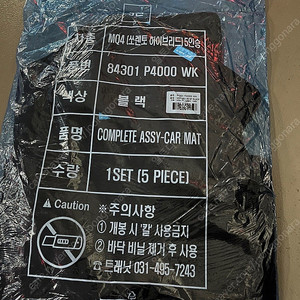 차종 MQ4 (쏘렌토 하이브리드) 5인승
품번 84301 P4000 WK
색상 블랙
품명 COMPLETE ASSY-CAR MAT
수량 1SET (5 PIECE)
⚠ Caution
※주의사항
① 개봉시 '칼' 사용금지
② 바닥 비닐 제거 후 사용
☎ 트래닛 031-495-7243